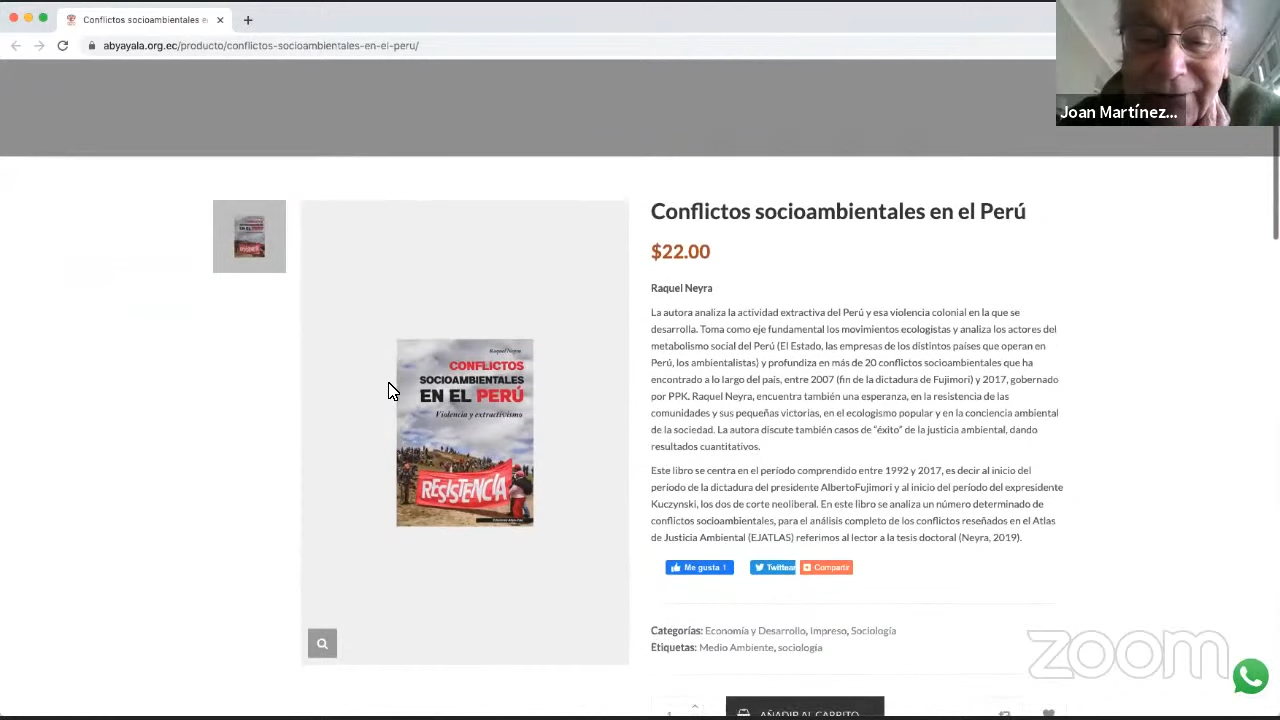 Conflictos socioambientales e
abyayala.org.ec/producto/conflictos-socioambientales-en-el-peru/
Joan Martínez...
Conflictos socioambientales en el Perú
$22.00
Raquel Neyra
La autora analiza la actividad extractiva del Perú y esa violencia colonial en la que se
desarrolla. Toma como eje fundamental los movimientos ecologistas y analiza los actores del
metabolismo social del Perú (El Estado, las empresas de los distintos países que operan en
Perú, los ambientalistas) y profundiza en más de 20 conflictos socioambientales que ha
encontrado a lo largo del país, entre 2007 (fin de la dictadura de Fujimori) y 2017, gobernado
por PPK. Raquel Neyra, encuentra también una esperanza, en la resistencia de las
comunidades y sus pequeñas victorias, en el ecologismo popular y en la conciencia ambiental
de la sociedad. La autora discute también casos de “éxito” de la justicia ambiental, dando
resultados cuantitativos.
Este libro se centra en el período comprendido entre 1992 y 2017, es decir al inicio del
período de la dictadura del presidente AlbertoFujimori y al inicio del período del expresidente
Kuczynski, los dos de corte neoliberal. En este libro se analiza un número determinado de
conflictos socioambientales, para el análisis completo de los conflictos reseñados en el Atlas
de Justicia Ambiental (EJATLAS) referimos al lector a la tesis doctoral (Neyra, 2019).
Me gusta 1
Twittear
Compartir
Categorías: Economía y Desarrollo, Impreso, Sociología
Etiquetas: Medio Ambiente, sociología
1
AÑADIR AL CARRITO
Raquel Neyra
CONFLICTOS
SOCIOAMBIENTALES
EN EL PERÚ
Violencia y extractivismo
RESISTENCIA
zoom